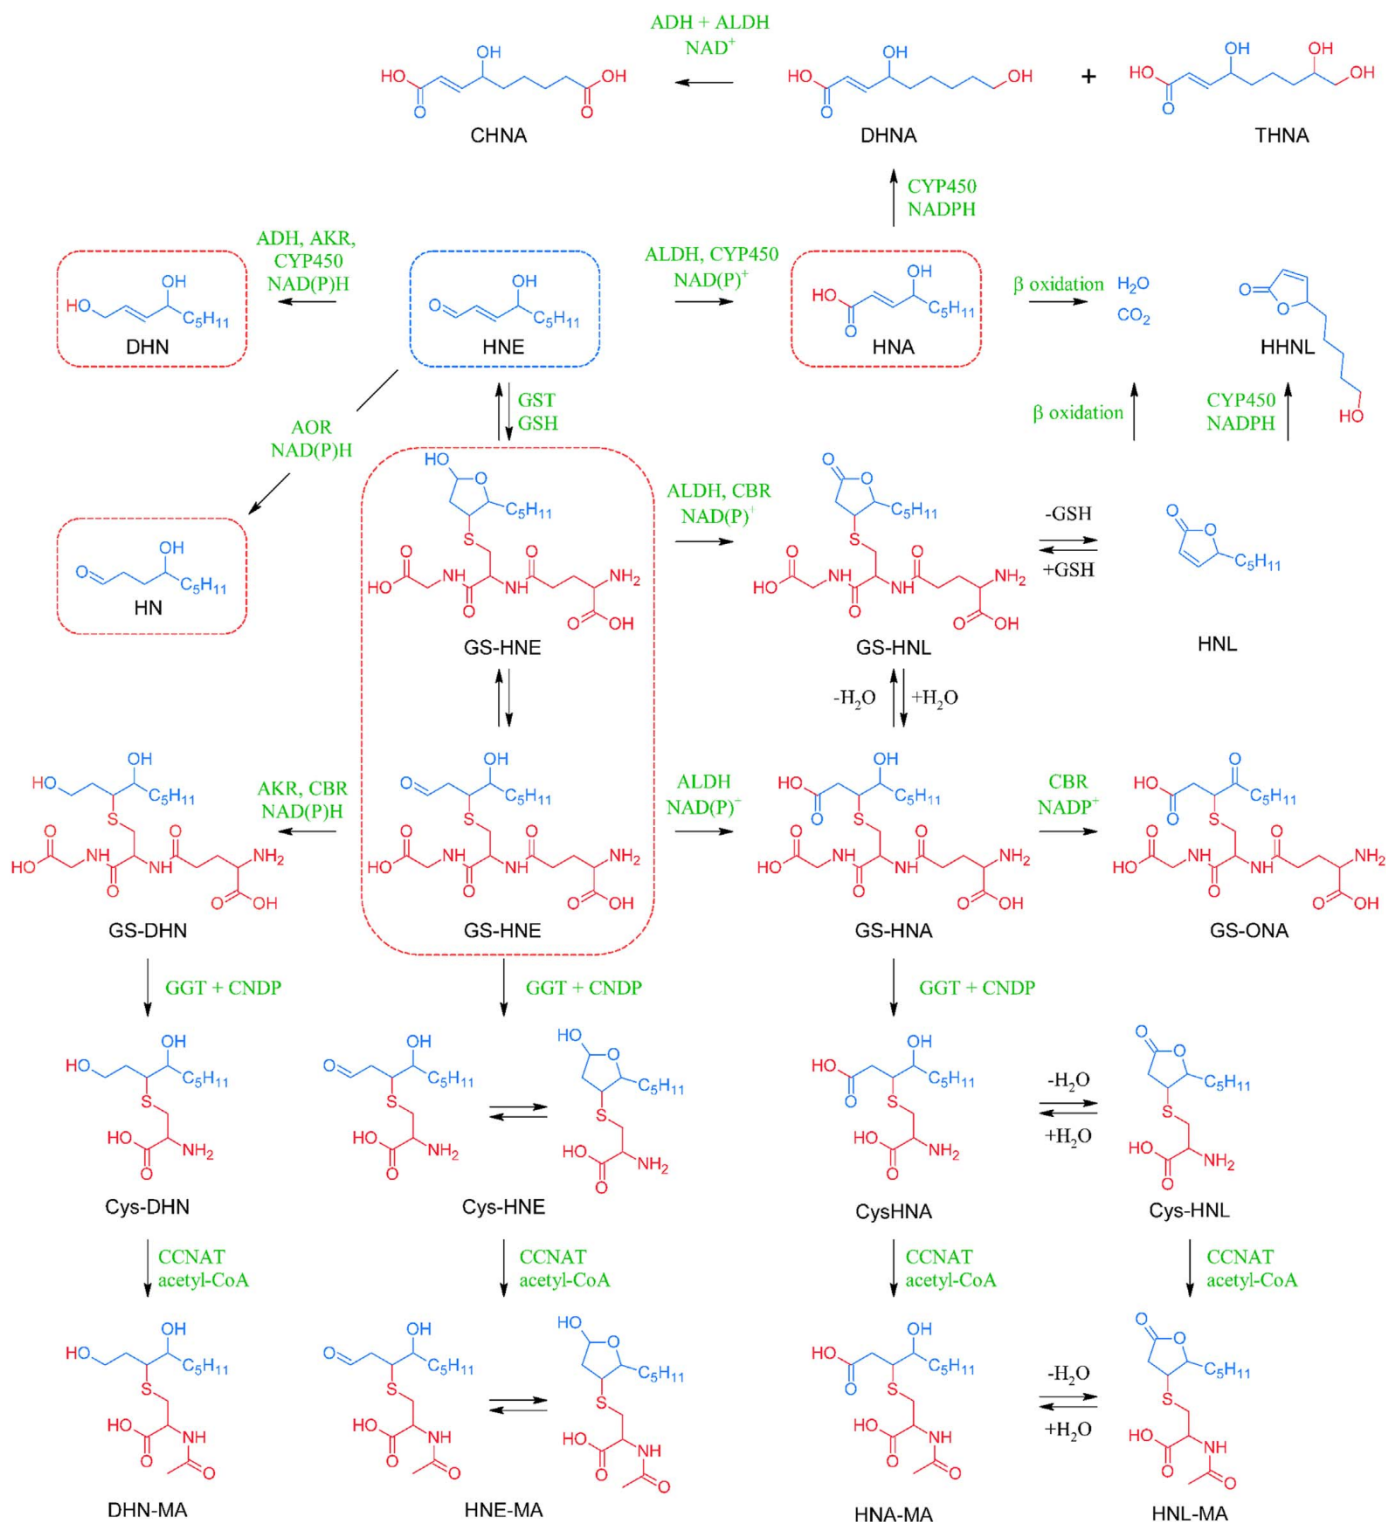 ADH + ALDH
NAD+
HO
O
OH
O
OH
CHNA
HO
O
OH
OH
DHNA
+
HO
O
OH
OH
OH
THNA
CYP450
NADPH
ADH, AKR,
CYP450
NAD(P)H
HO
OH
C5H11
DHN
O
OH
C5H11
HNE
ALDH, CYP450
NAD(P)+
HO
O
OH
C5H11
HNA
β oxidation
H2O
CO2
O
O
HO
HHNL
GST
GSH
AOR
NAD(P)H
β oxidation
CYP450
NADPH
O
OH
C5H11
HN
HO
O
C5H11
S
O
HO
NH
O
O
NH
NH2
O
OH
GS-HNE
ALDH, CBR
NAD(P)+
O
O
C5H11
S
O
HO
NH
O
O
NH
NH2
O
OH
GS-HNL
-GSH
+GSH
O
O
C5H11
HNL
-H2O
+H2O
HO
OH
C5H11
S
O
HO
NH
O
O
NH
NH2
O
OH
GS-DHN
AKR, CBR
NAD(P)H
O
OH
C5H11
S
O
HO
NH
O
O
NH
NH2
O
OH
GS-HNE
ALDH
NAD(P)+
HO
O
OH
C5H11
S
O
HO
NH
O
O
NH
NH2
O
OH
GS-HNA
CBR
NADP+
HO
O
O
C5H11
S
O
HO
NH
O
O
NH
NH2
O
OH
GS-ONA
GGT + CNDP
GGT + CNDP
GGT + CNDP
HO
OH
C5H11
S
HO
O
NH2
Cys-DHN
O
OH
C5H11
S
HO
O
NH2
HO
O
C5H11
S
HO
O
NH2
Cys-HNE
HO
O
OH
C5H11
S
HO
O
NH2
CysHNA
-H2O
+H2O
O
O
C5H11
S
HO
O
NH2
Cys-HNL
CCNAT
acetyl-CoA
CCNAT
acetyl-CoA
CCNAT
acetyl-CoA
CCNAT
acetyl-CoA
HO
OH
C5H11
S
HO
O
NH
O
DHN-MA
O
OH
C5H11
S
HO
O
NH
O
HO
O
C5H11
S
HO
O
NH
O
HNE-MA
HO
O
OH
C5H11
S
HO
O
NH
O
HNA-MA
-H2O
+H2O
O
O
C5H11
S
HO
O
NH
O
HNL-MA